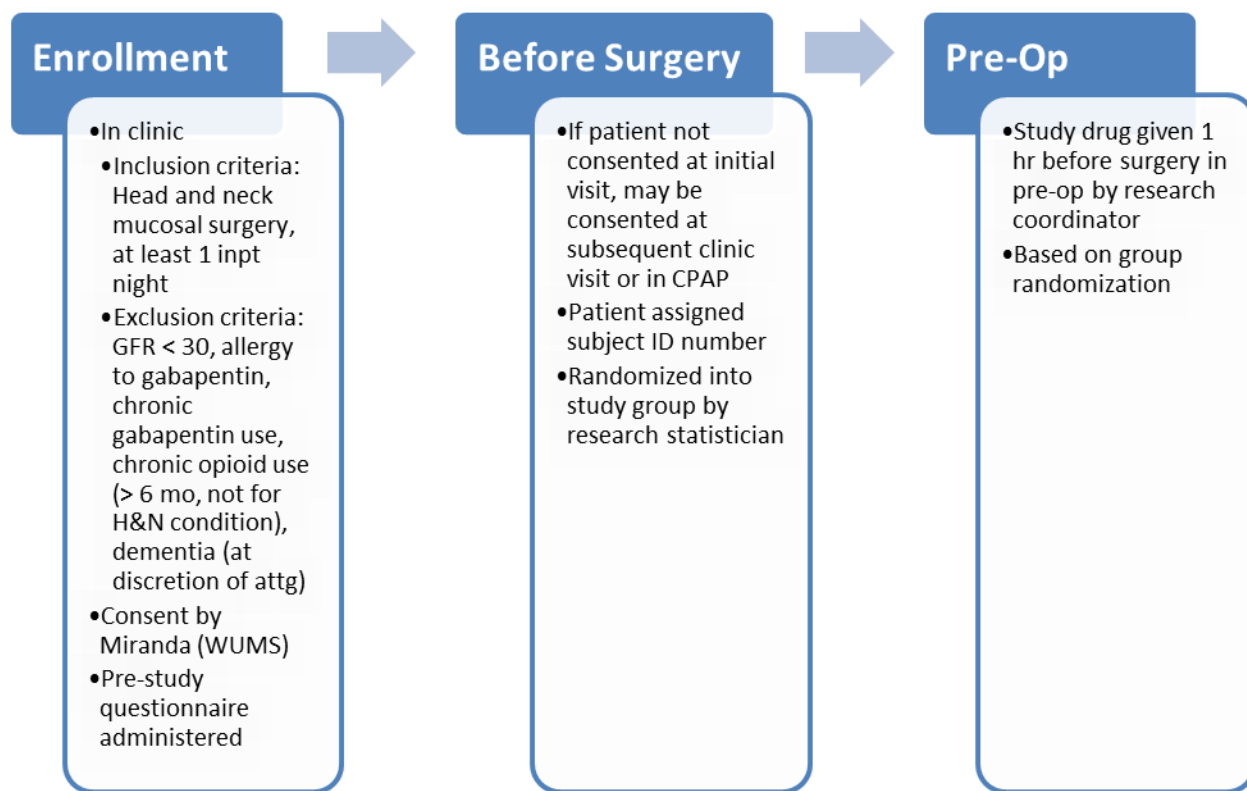 Enrollment
•In clinic
•Inclusion criteria:
Head and neck
mucosal surgery,
at least 1 inpt
night
•Exclusion criteria:
GFR < 30, allergy
to gabapentin,
chronic
gabapentin use,
chronic opioid use
(> 6 mo, not for
H&N condition),
dementia (at
discretion of attg)
•Consent by
Miranda (WUMS)
•Pre-study
questionnaire
administered
Before Surgery
•If patient not
consented at initial
visit, may be
consented at
subsequent clinic
visit or in CPAP
•Patient assigned
subject ID number
•Randomized into
study group by
research statistician
Pre-Op
•Study drug given 1
hr before surgery in
pre-op by research
coordinator
•Based on group
randomization